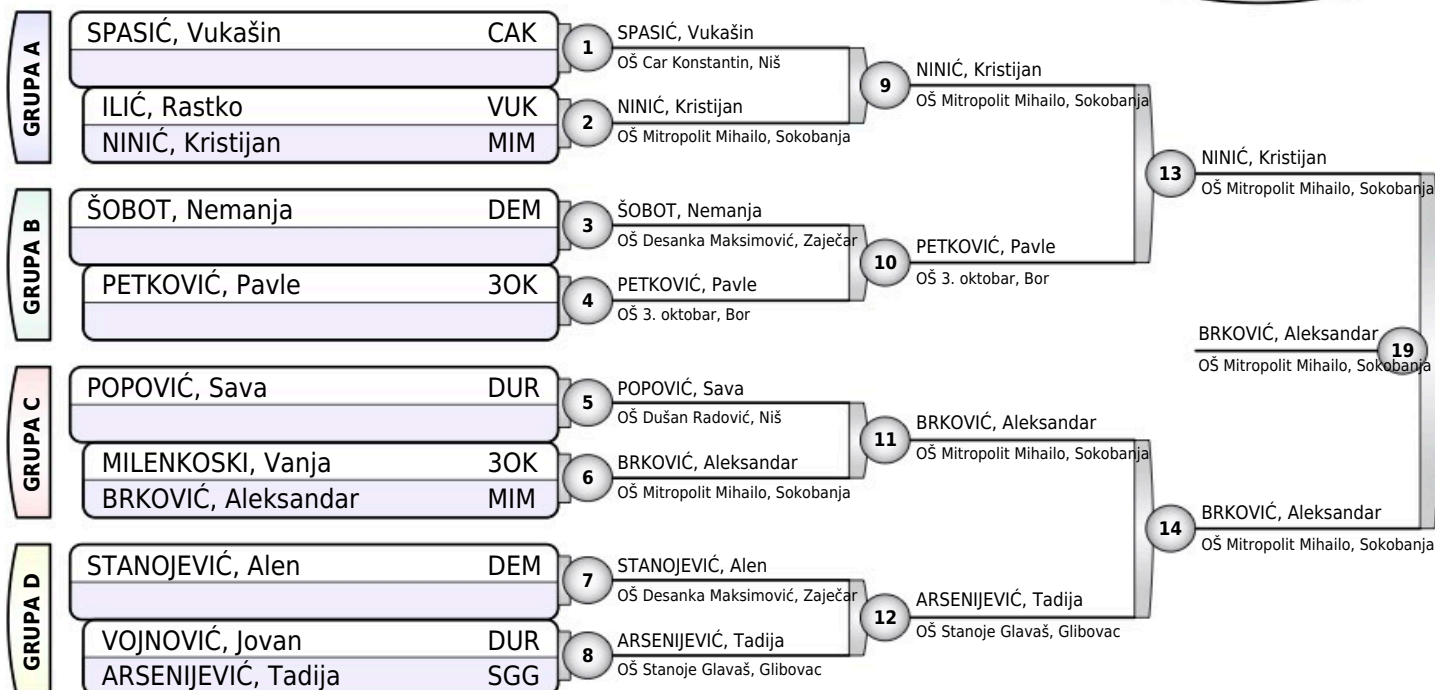 GRUPA A
SPASIĆ, Vukašin CAK
ILIĆ, Rastko VUK
NINIĆ, Kristijan MIM
1
SPASIĆ, Vukašin
OŠ Car Konstantin, Niš
2
NINIĆ, Kristijan
OŠ Mitropolit Mihailo, Sokobanja
9
NINIĆ, Kristijan
OŠ Mitropolit Mihailo, Sokobanja
GRUPA B
ŠOBOT, Nemanja DEM
PETKOVIĆ, Pavle 3OK
3
ŠOBOT, Nemanja
OŠ Desanka Maksimović, Zaječar
4
PETKOVIĆ, Pavle
OŠ 3. oktobar, Bor
10
PETKOVIĆ, Pavle
OŠ 3. oktobar, Bor
13
NINIĆ, Kristijan
OŠ Mitropolit Mihailo, Sokobanja
GRUPA C
POPOVIĆ, Sava DUR
MILENKOSKI, Vanja 3OK
BRKOVIĆ, Aleksandar MIM
5
POPOVIĆ, Sava
OŠ Dušan Radović, Niš
6
BRKOVIĆ, Aleksandar
OŠ Mitropolit Mihailo, Sokobanja
11
BRKOVIĆ, Aleksandar
OŠ Mitropolit Mihailo, Sokobanja
GRUPA D
STANOJEVIĆ, Alen DEM
VOJNOVIĆ, Jovan DUR
ARSENIJEVIĆ, Tadija SGG
7
STANOJEVIĆ, Alen
OŠ Desanka Maksimović, Zaječar
8
ARSENIJEVIĆ, Tadija
OŠ Stanoje Glavaš, Glibovac
12
ARSENIJEVIĆ, Tadija
OŠ Stanoje Glavaš, Glibovac
14
BRKOVIĆ, Aleksandar
OŠ Mitropolit Mihailo, Sokobanja
BRKOVIĆ, Aleksandar
19
OŠ Mitropolit Mihailo, Sokobanja